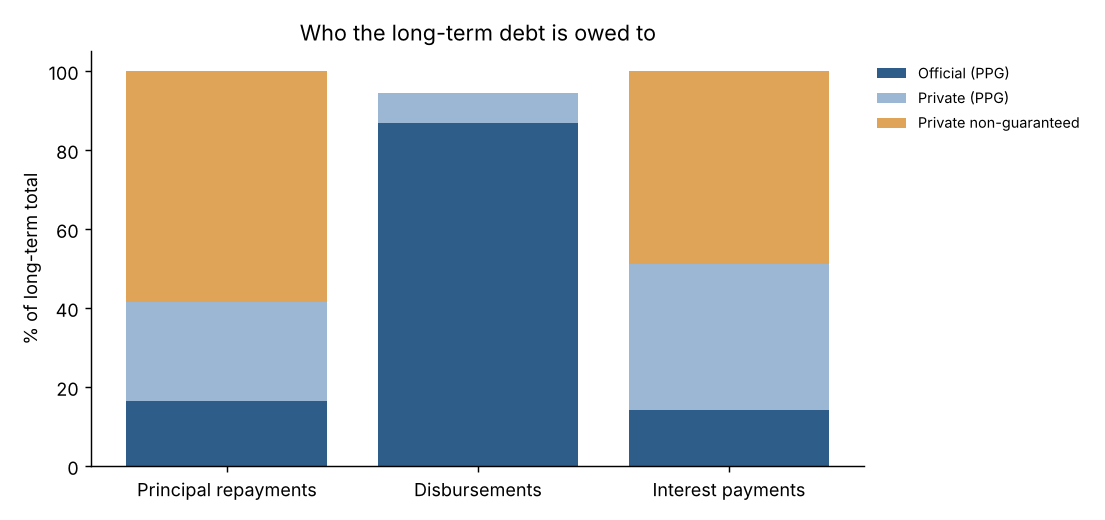 Who the long-term debt is owed to
% of long-term total
100
80
60
40
20
0
Principal repayments
Disbursements
Interest payments
Official (PPG)
Private (PPG)
Private non-guaranteed